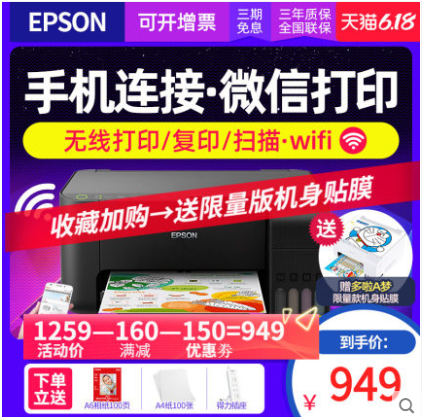 EPSON
可开增票
三期
免息
三年质保
全国联保
天猫6.18
手机连接·微信打印
无线打印/复印/扫描·wifi
收藏加购→送限量版机身贴膜
EPSON
送
赠多啦A梦
限量款机身贴膜
1259—160—150=949
活动价 满减 优惠券
到手价:
¥949
下单
立送
A6相纸100页
A4纸100张
得力插座